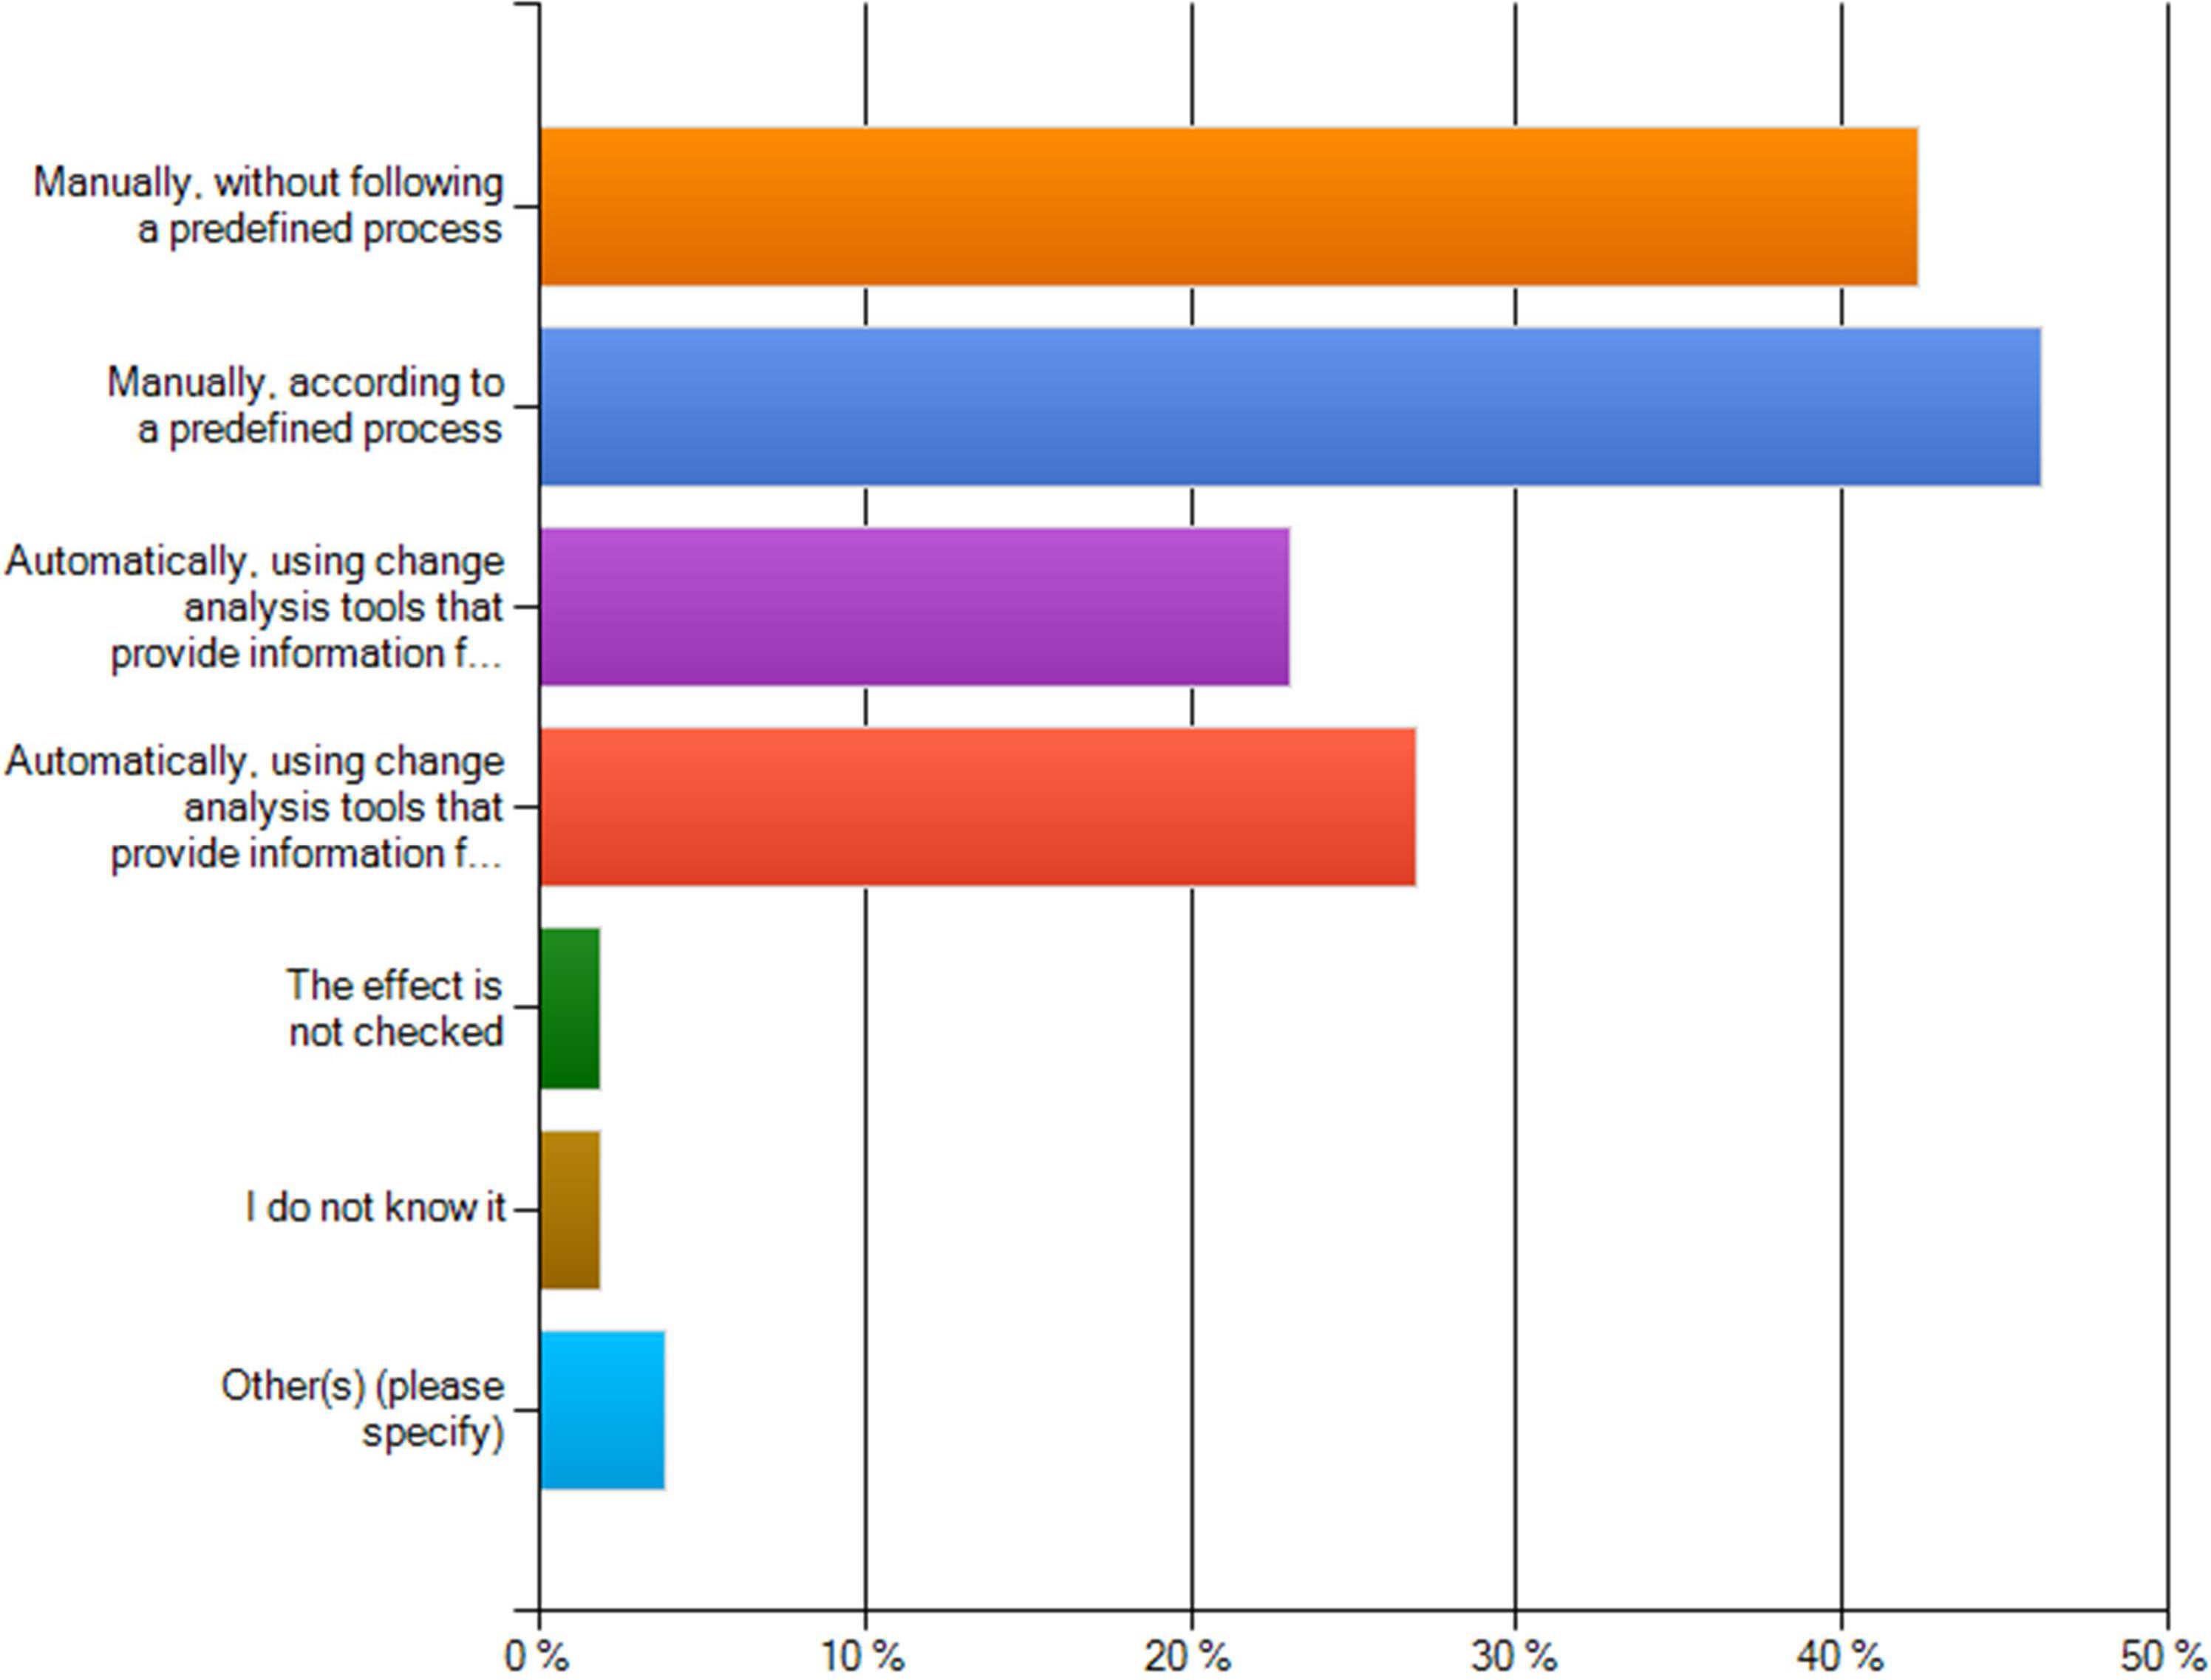 Manually, without following
a predefined process
Manually, according to
a predefined process
Automatically, using change
analysis tools that
provide information f...
Automatically, using change
analysis tools that
provide information f...
The effect is
not checked
I do not know it
Other(s) (please
specify)
0 % 10 % 20 % 30 % 40 % 50 %